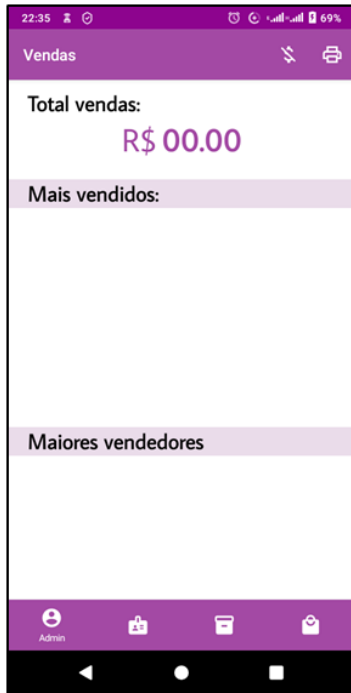 22:35 69%
Vendas
Total vendas:
R$ 00.00
Mais vendidos:
Maiores vendedores
Admin